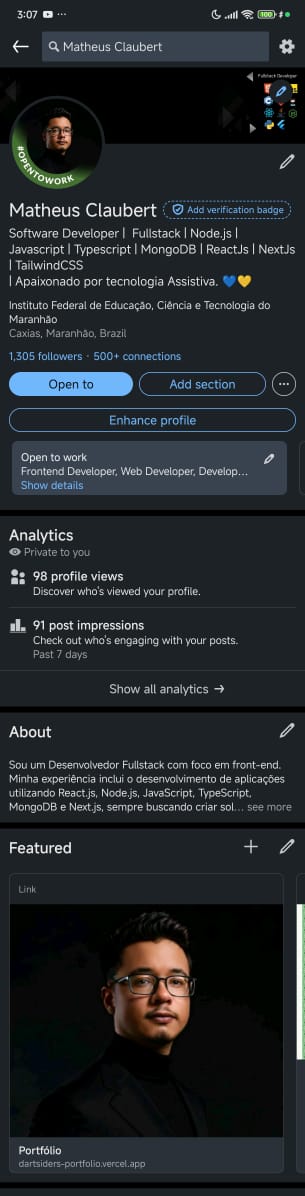 3:07
100
Matheus Claubert
Fullstack Developer
#OPENTOWORK
Matheus Claubert
Add verification badge
Software Developer | Fullstack | Node.js |
Javascript | Typescript | MongoDB | ReactJs | NextJs
| TailwindCSS
| Apaixonado por tecnologia Assistiva. 💙💛
Instituto Federal de Educação, Ciência e Tecnologia do
Maranhão
Caxias, Maranhão, Brazil
1,305 followers · 500+ connections
Open to
Add section
Enhance profile
Open to work
Frontend Developer, Web Developer, Develop...
Show details
Analytics
Private to you
98 profile views
Discover who's viewed your profile.
91 post impressions
Check out who's engaging with your posts.
Past 7 days
Show all analytics →
About
Sou um Desenvolvedor Fullstack com foco em front-end.
Minha experiência inclui o desenvolvimento de aplicações
utilizando React.js, Node.js, JavaScript, TypeScript,
MongoDB e Next.js, sempre buscando criar sol... see more
Featured
Link
Portfólio
dartsiders-portfolio.vercel.app